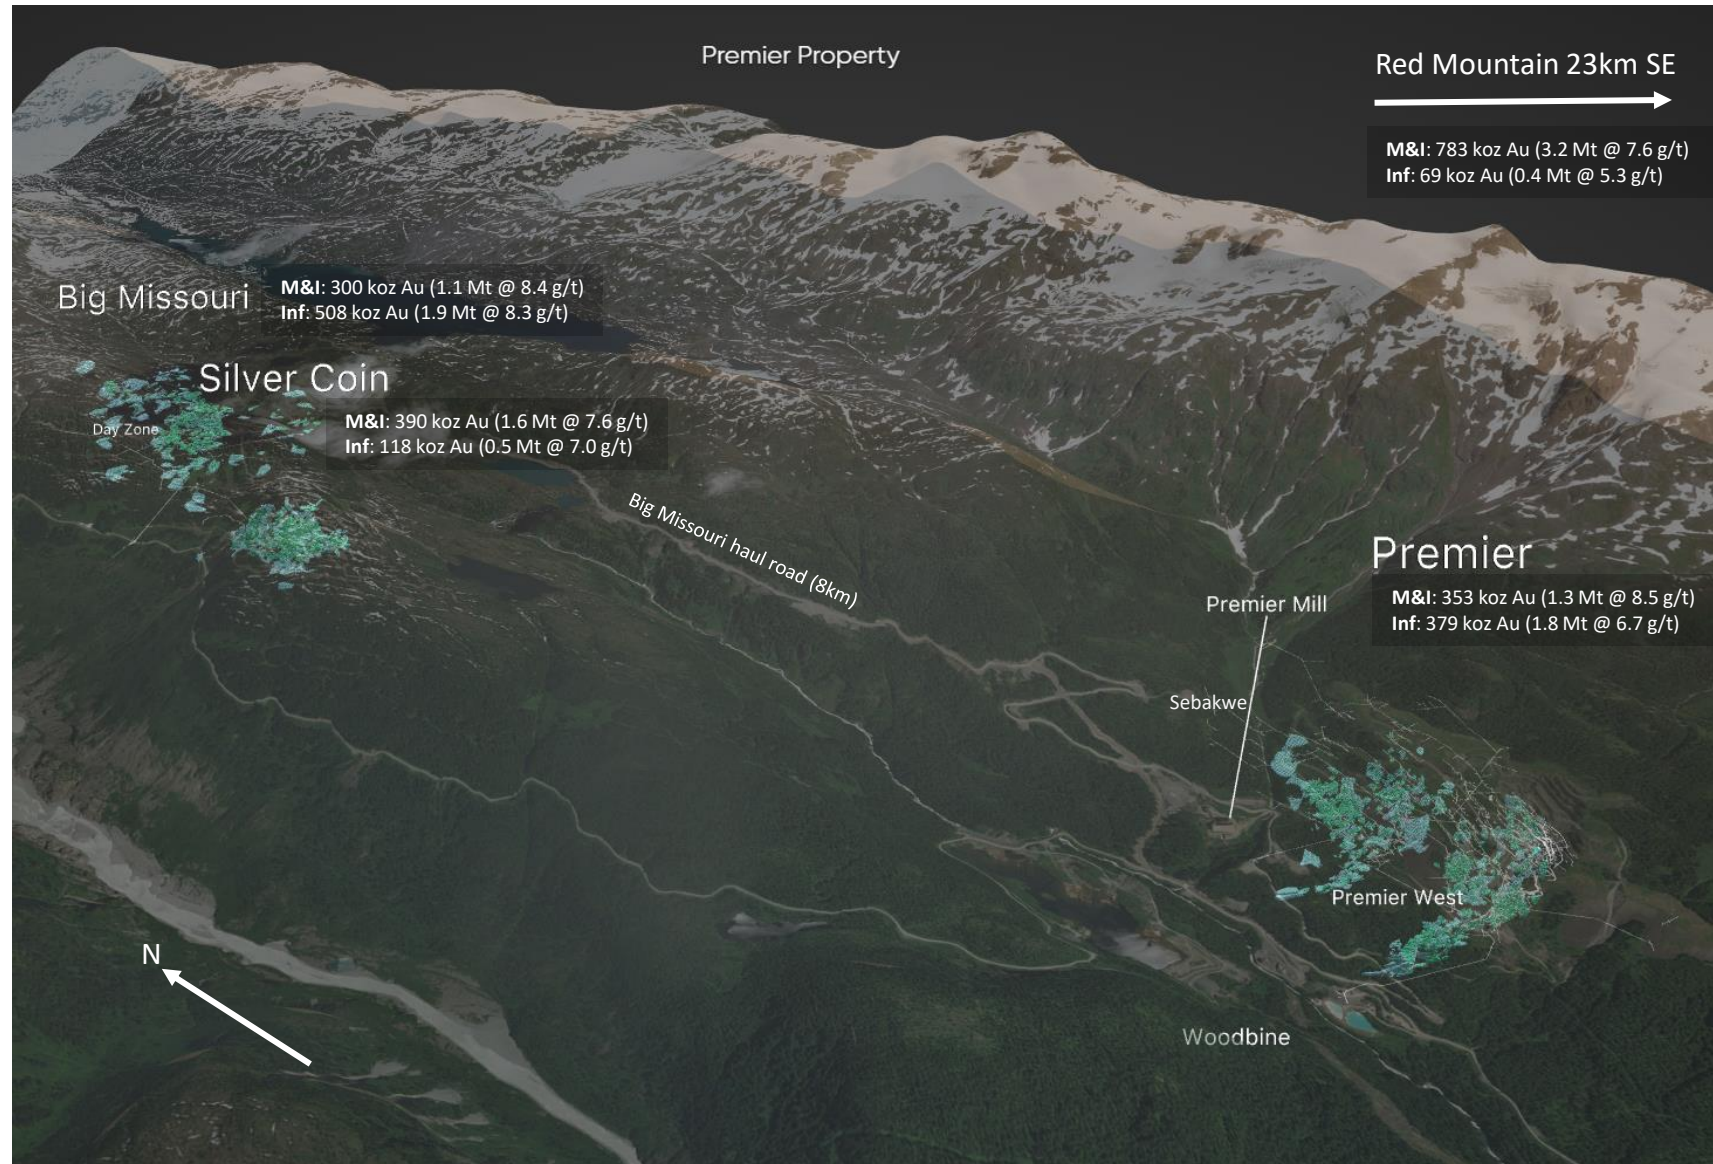 Premier Property
Red Mountain 23km SE
M&I: 783 koz Au (3.2 Mt @ 7.6 g/t)
Inf: 69 koz Au (0.4 Mt @ 5.3 g/t)
Big Missouri
M&I: 300 koz Au (1.1 Mt @ 8.4 g/t)
Inf: 508 koz Au (1.9 Mt @ 8.3 g/t)
Silver Coin
M&I: 390 koz Au (1.6 Mt @ 7.6 g/t)
Inf: 118 koz Au (0.5 Mt @ 7.0 g/t)
Day Zone
Big Missouri haul road (8km)
Premier
M&I: 353 koz Au (1.3 Mt @ 8.5 g/t)
Inf: 379 koz Au (1.8 Mt @ 6.7 g/t)
Premier Mill
Sebakwe
Premier West
N
Woodbine